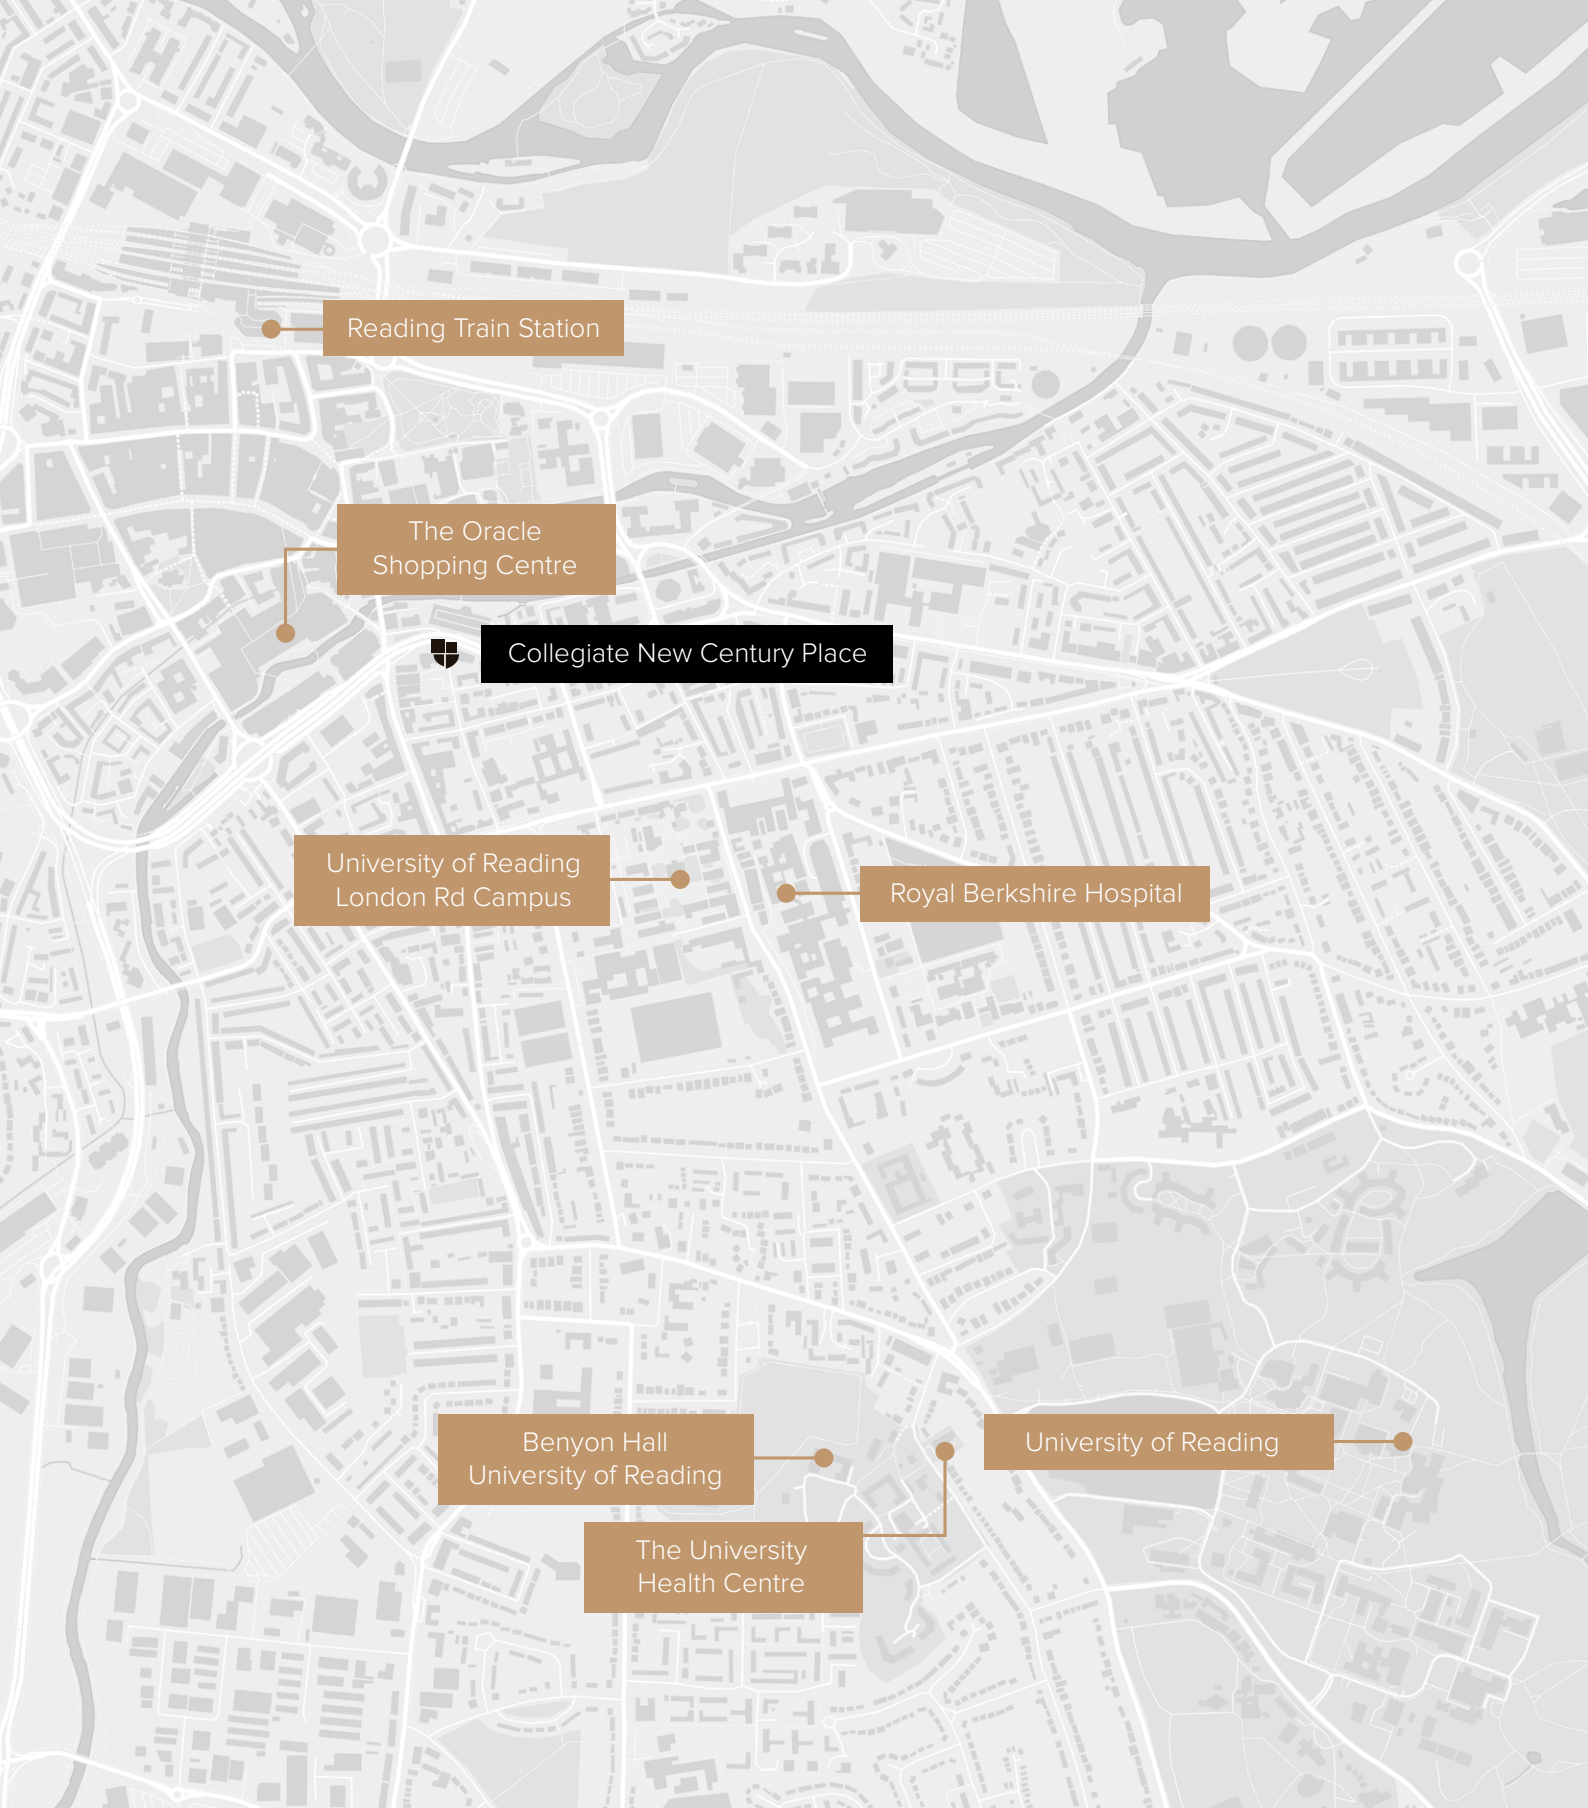 Reading Train Station
The Oracle
Shopping Centre
Collegiate New Century Place
University of Reading
London Rd Campus
Royal Berkshire Hospital
Benyon Hall
University of Reading
University of Reading
The University
Health Centre